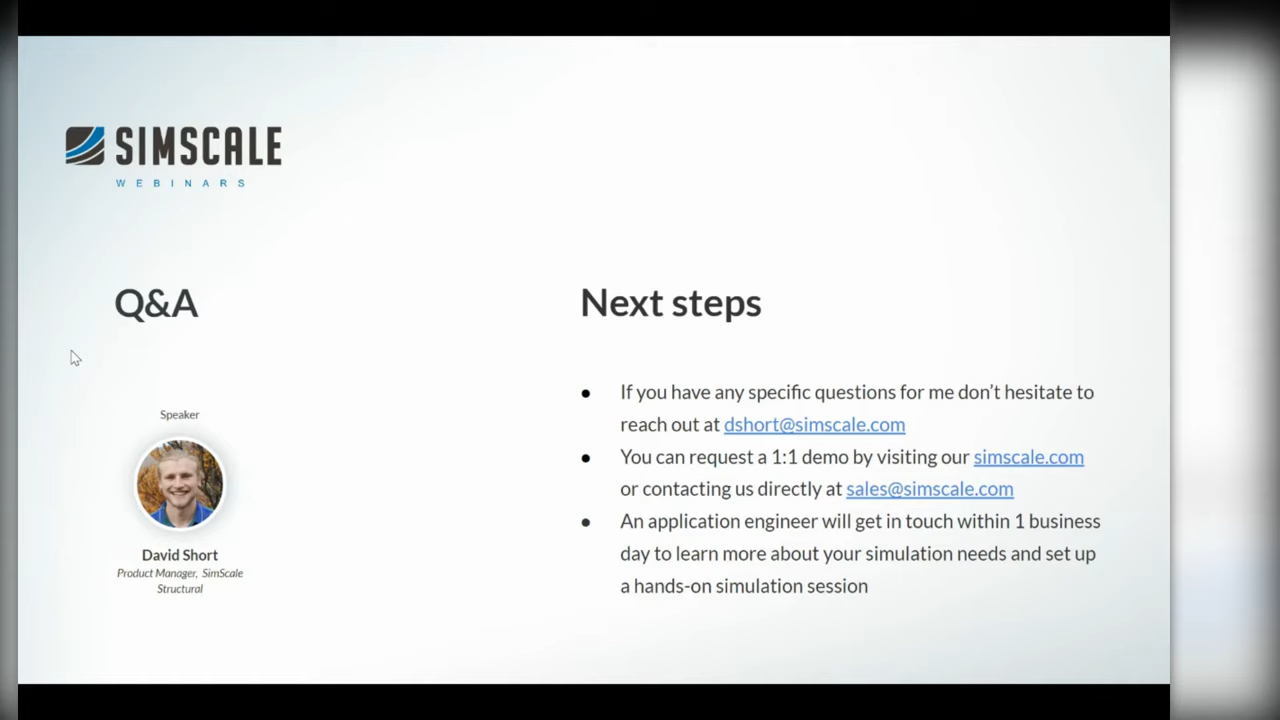 SIMSCALE
WEBINARS
Q&A
Speaker
David Short
Product Manager, SimScale
Structural
Next steps
● If you have any specific questions for me don’t hesitate to
reach out at dshort@simscale.com
● You can request a 1:1 demo by visiting our simscale.com
or contacting us directly at sales@simscale.com
● An application engineer will get in touch within 1 business
day to learn more about your simulation needs and set up
a hands-on simulation session